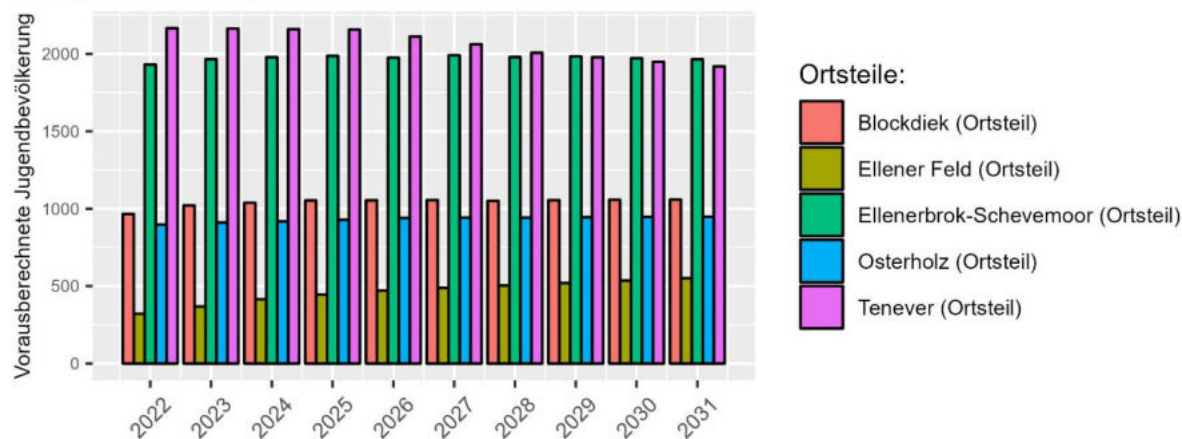 Vorausberechnete Jugendbevölkerung
2000
1500
1000
500
0
2022
2023
2024
2025
2026
2027
2028
2029
2030
2031
Ortsteile:
Blockdiek (Ortsteil)
Ellener Feld (Ortsteil)
Ellenerbrok-Schevemoor (Ortsteil)
Osterholz (Ortsteil)
Tenever (Ortsteil)